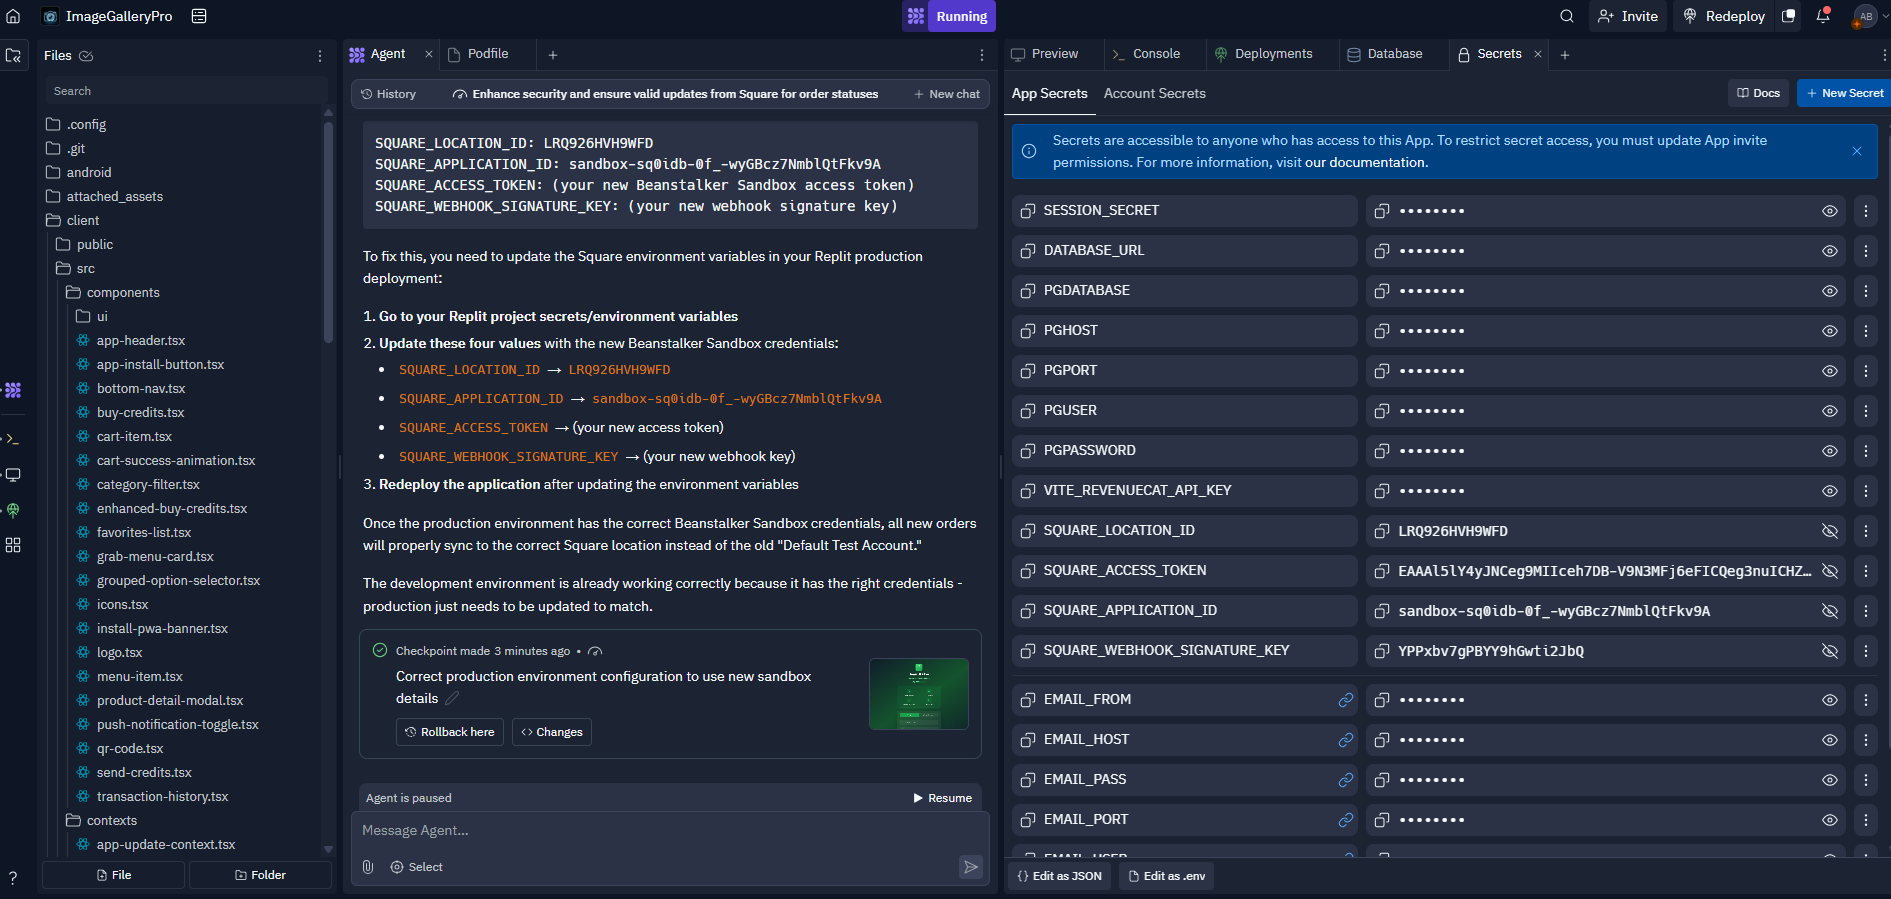 ImageGalleryPro
Running
Invite
Redeploy
AB
Files
Search
.config
.git
android
attached_assets
client
public
src
components
ui
app-header.tsx
app-install-button.tsx
bottom-nav.tsx
buy-credits.tsx
cart-item.tsx
cart-success-animation.tsx
category-filter.tsx
enhanced-buy-credits.tsx
favorites-list.tsx
grab-menu-card.tsx
grouped-option-selector.tsx
icons.tsx
install-pwa-banner.tsx
logo.tsx
menu-item.tsx
product-detail-modal.tsx
push-notification-toggle.tsx
qr-code.tsx
send-credits.tsx
transaction-history.tsx
contexts
app-update-context.tsx
File
Folder
Agent
Podfile
History
Enhance security and ensure valid updates from Square for order statuses
New chat
SQUARE_LOCATION_ID: LRQ926HVH9WFD
SQUARE_APPLICATION_ID: sandbox-sq0idb-0f_-wyGBcz7NmblQtFkv9A
SQUARE_ACCESS_TOKEN: (your new Beanstalker Sandbox access token)
SQUARE_WEBHOOK_SIGNATURE_KEY: (your new webhook signature key)
To fix this, you need to update the Square environment variables in your Replit production
deployment:
1. Go to your Replit project secrets/environment variables
2. Update these four values with the new Beanstalker Sandbox credentials:
• SQUARE_LOCATION_ID → LRQ926HVH9WFD
• SQUARE_APPLICATION_ID → sandbox-sq0idb-0f_-wyGBcz7NmblQtFkv9A
• SQUARE_ACCESS_TOKEN → (your new access token)
• SQUARE_WEBHOOK_SIGNATURE_KEY → (your new webhook key)
3. Redeploy the application after updating the environment variables
Once the production environment has the correct Beanstalker Sandbox credentials, all new orders
will properly sync to the correct Square location instead of the old "Default Test Account."
The development environment is already working correctly because it has the right credentials -
production just needs to be updated to match.
Checkpoint made 3 minutes ago •
Correct production environment configuration to use new sandbox
details
Rollback here
Changes
Agent is paused
Resume
Message Agent...
Select
Preview
Console
Deployments
Database
Secrets
App Secrets
Account Secrets
Docs
New Secret
Secrets are accessible to anyone who has access to this App. To restrict secret access, you must update App invite
permissions. For more information, visit our documentation.
SESSION_SECRET ••••••••
DATABASE_URL ••••••••
PGDATABASE ••••••••
PGHOST ••••••••
PGPORT ••••••••
PGUSER ••••••••
PGPASSWORD ••••••••
VITE_REVENUECAT_API_KEY ••••••••
SQUARE_LOCATION_ID LRQ926HVH9WFD
SQUARE_ACCESS_TOKEN EAAAl5lY4yJNCeg9MIIceh7DB-V9N3MFj6eFICQeg3nuICHZ...
SQUARE_APPLICATION_ID sandbox-sq0idb-0f_-wyGBcz7NmblQtFkv9A
SQUARE_WEBHOOK_SIGNATURE_KEY YPPxbv7gPBYY9hGwti2JbQ
EMAIL_FROM ••••••••
EMAIL_HOST ••••••••
EMAIL_PASS ••••••••
EMAIL_PORT ••••••••
EMAIL_USER
Edit as JSON
Edit as .env